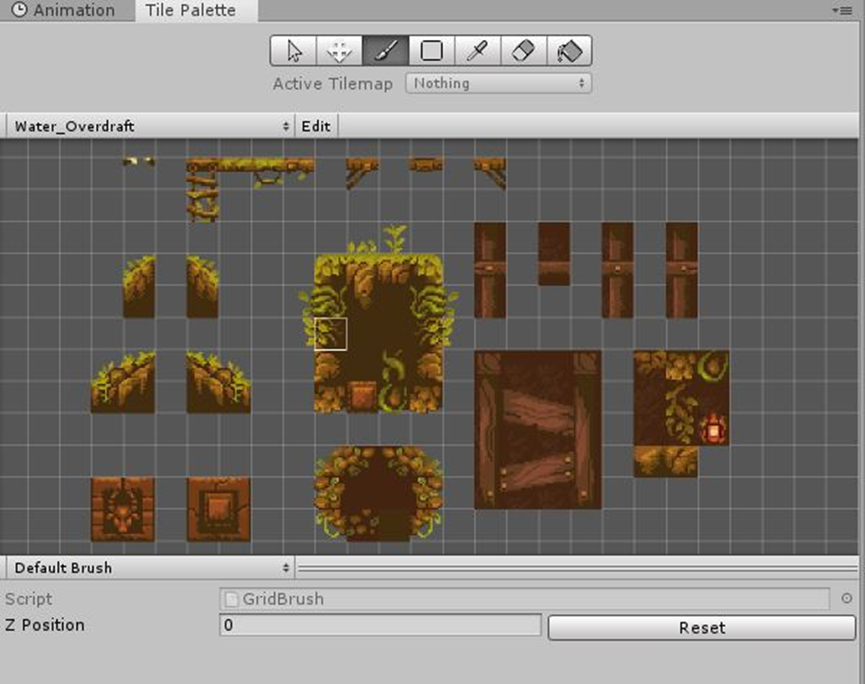 Animation Tile Palette
Active Tilemap Nothing
Water_Overdraft Edit
Default Brush
Script GridBrush
Z Position 0 Reset